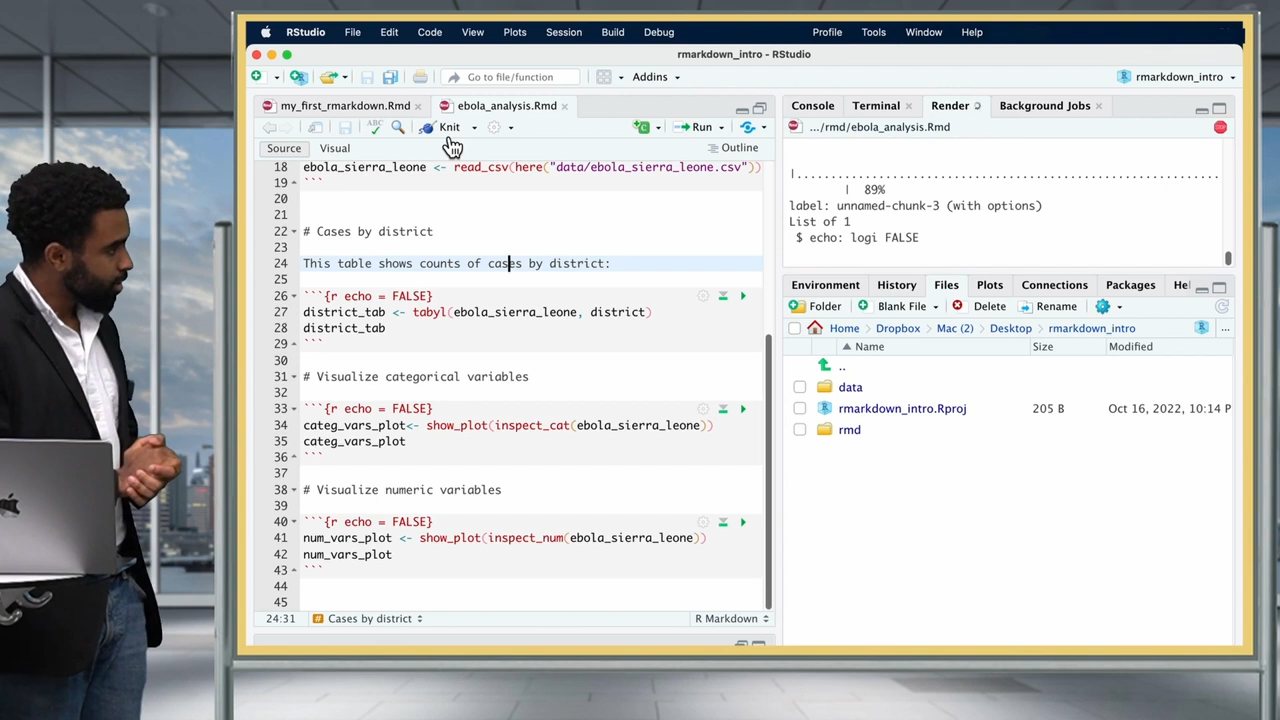 RStudio File Edit Code View Plots Session Build Debug Profile Tools Window Help
rmarkdown_intro - RStudio
Go to file/function Addins rmarkdown_intro
my_first_rmarkdown.Rmd ebola_analysis.Rmd
ABC Knit Run
Source Visual Outline
18 ebola_sierra_leone <- read_csv(here("data/ebola_sierra_leone.csv"))
19 ```
20
21
22 # Cases by district
23
24 This table shows counts of cases by district:
25
26 ```{r echo = FALSE}
27 district_tab <- tabyl(ebola_sierra_leone, district)
28 district_tab
29 ```
30
31 # Visualize categorical variables
32
33 ```{r echo = FALSE}
34 categ_vars_plot<- show_plot(inspect_cat(ebola_sierra_leone))
35 categ_vars_plot
36 ```
37
38 # Visualize numeric variables
39
40 ```{r echo = FALSE}
41 num_vars_plot <- show_plot(inspect_num(ebola_sierra_leone))
42 num_vars_plot
43 ```
44
45
24:31 # Cases by district R Markdown
Console Terminal Render Background Jobs
.../rmd/ebola_analysis.Rmd
|......................................................................
| 89%
label: unnamed-chunk-3 (with options)
List of 1
$ echo: logi FALSE
Environment History Files Plots Connections Packages He
Folder Blank File Delete Rename
Home Dropbox Mac (2) Desktop rmarkdown_intro ...
Name Size Modified
..
data
rmarkdown_intro.Rproj 205 B Oct 16, 2022, 10:14 P
rmd